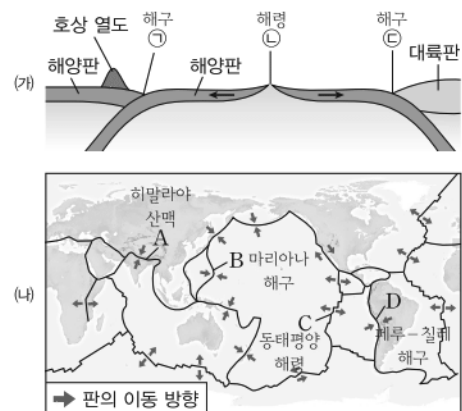 (가)
호상 열도
해양판
해구
㉠
해양판
해령
㉡
해구
㉢
대륙판
(나)
히말라야
산맥
A
B 마리아나
해구
C
동태평양
해령
D
페루-칠레
해구
➡ 판의 이동 방향